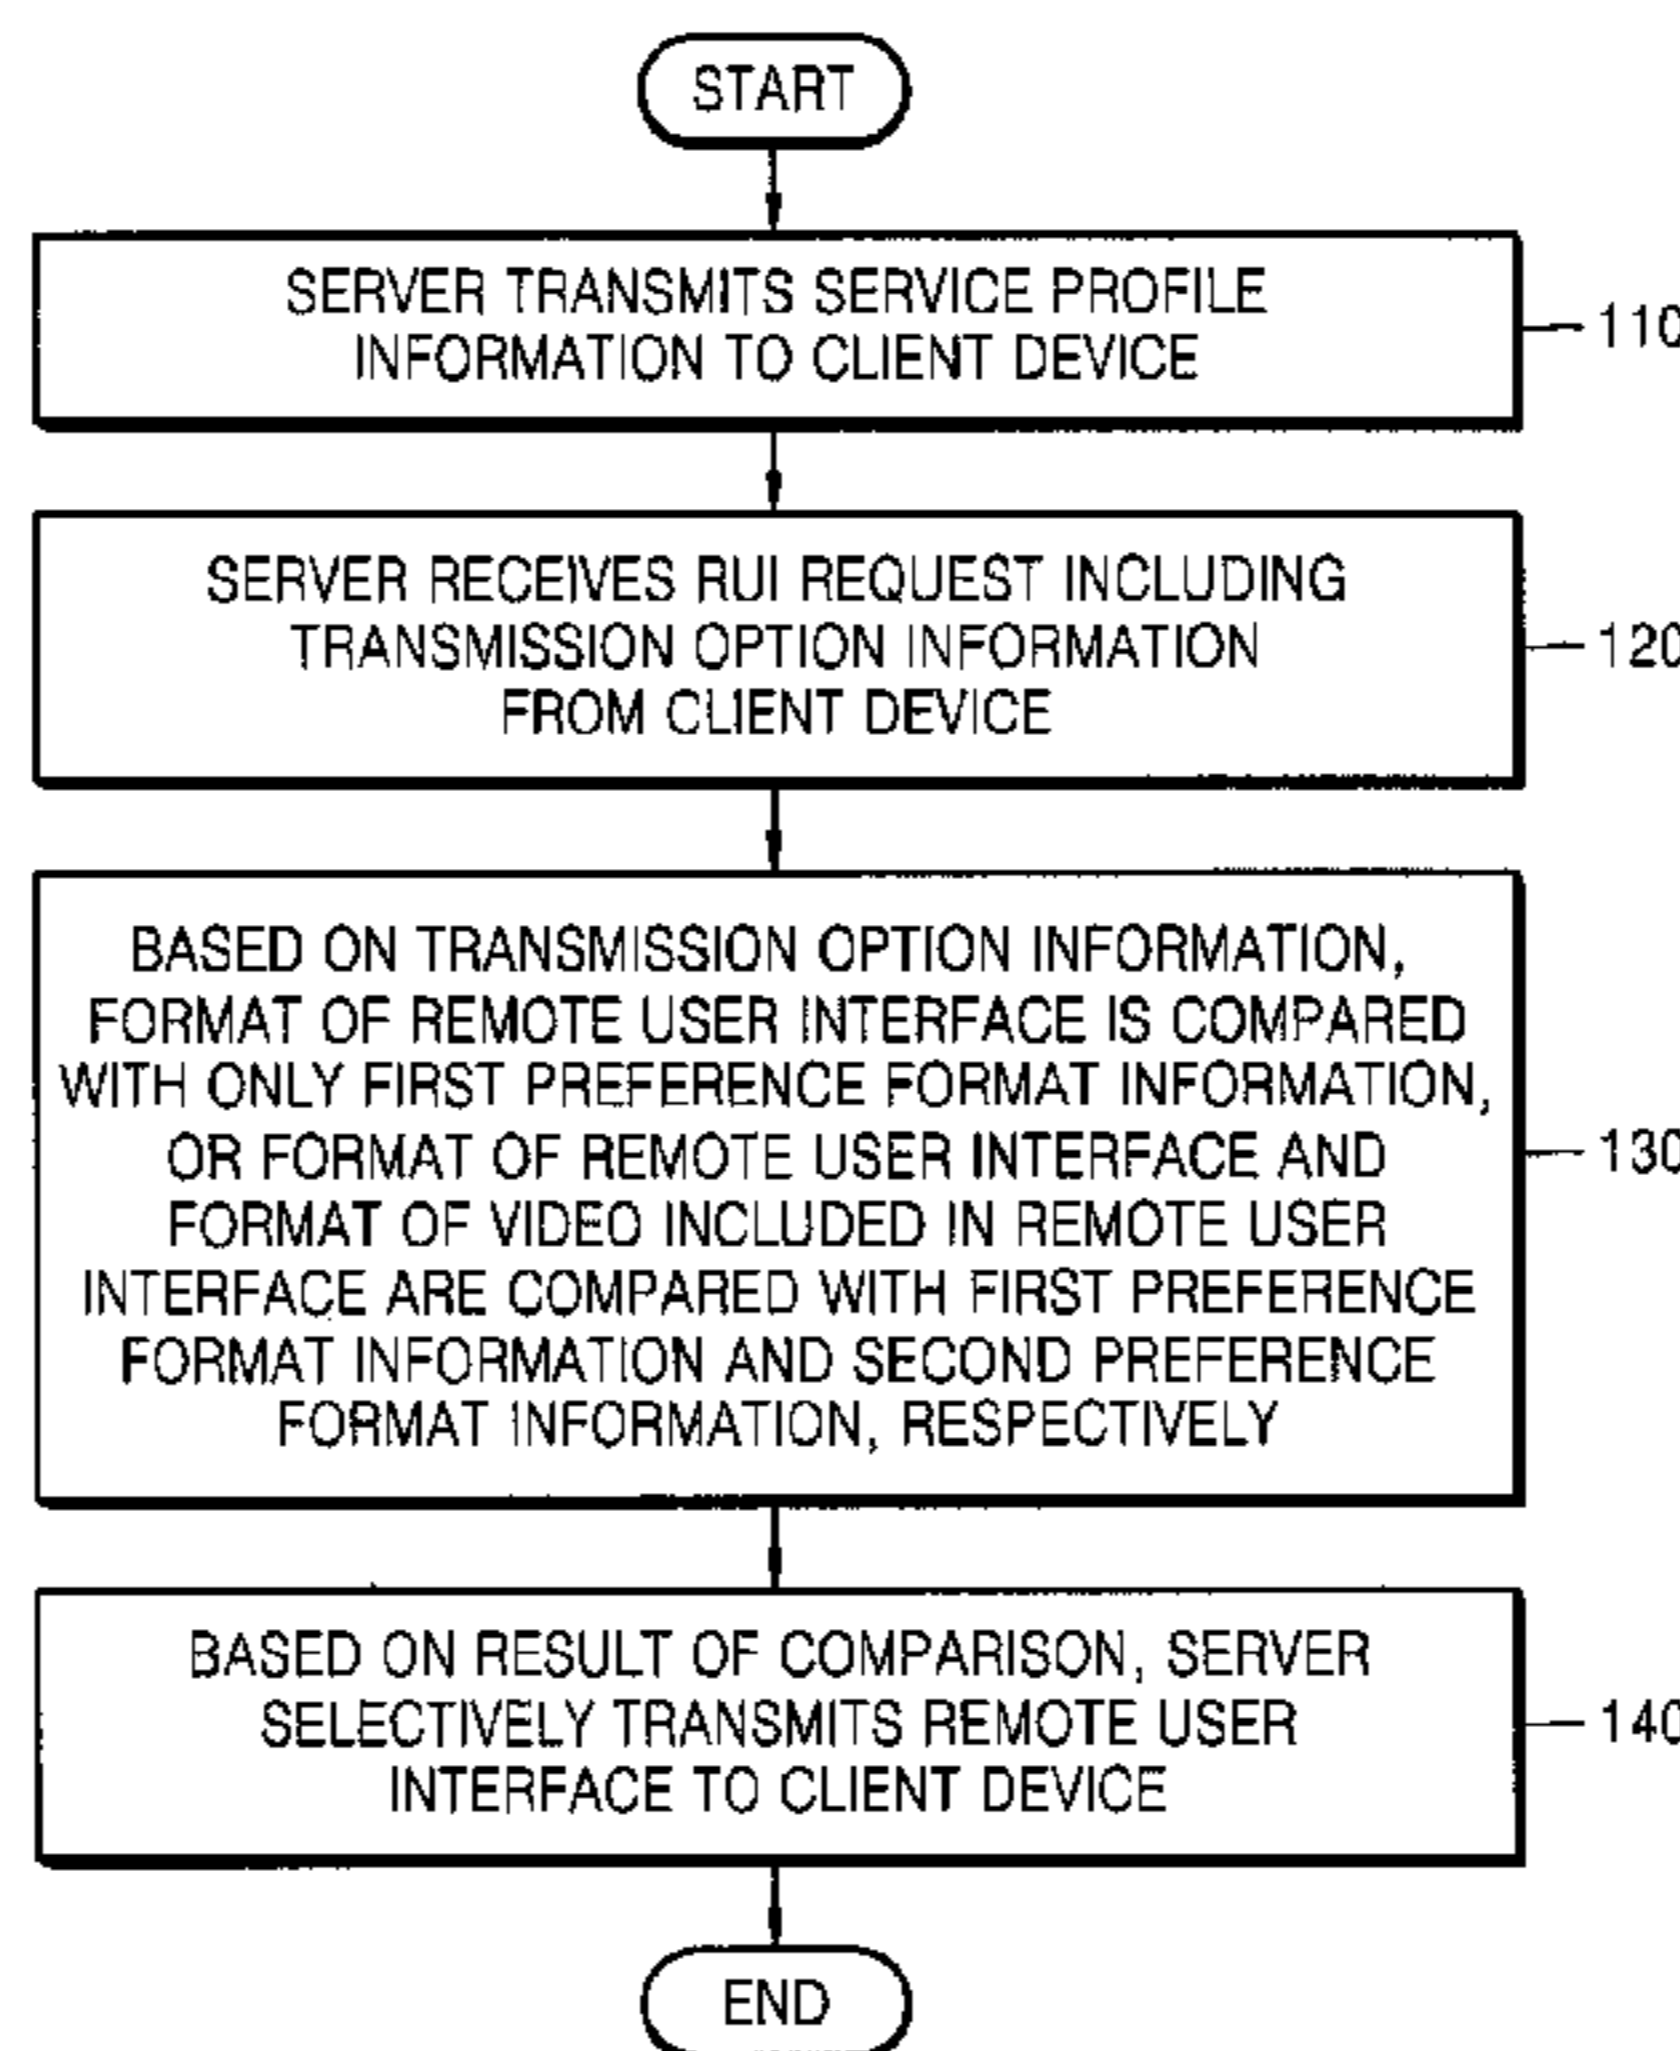 START
SERVER TRANSMITS SERVICE PROFILE
INFORMATION TO CLIENT DEVICE
110
SERVER RECEIVES RUI REQUEST INCLUDING
TRANSMISSION OPTION INFORMATION
FROM CLIENT DEVICE
120
BASED ON TRANSMISSION OPTION INFORMATION,
FORMAT OF REMOTE USER INTERFACE IS COMPARED
WITH ONLY FIRST PREFERENCE FORMAT INFORMATION,
OR FORMAT OF REMOTE USER INTERFACE AND
FORMAT OF VIDEO INCLUDED IN REMOTE USER
INTERFACE ARE COMPARED WITH FIRST PREFERENCE
FORMAT INFORMATION AND SECOND PREFERENCE
FORMAT INFORMATION, RESPECTIVELY
130
BASED ON RESULT OF COMPARISON, SERVER
SELECTIVELY TRANSMITS REMOTE USER
INTERFACE TO CLIENT DEVICE
140
END